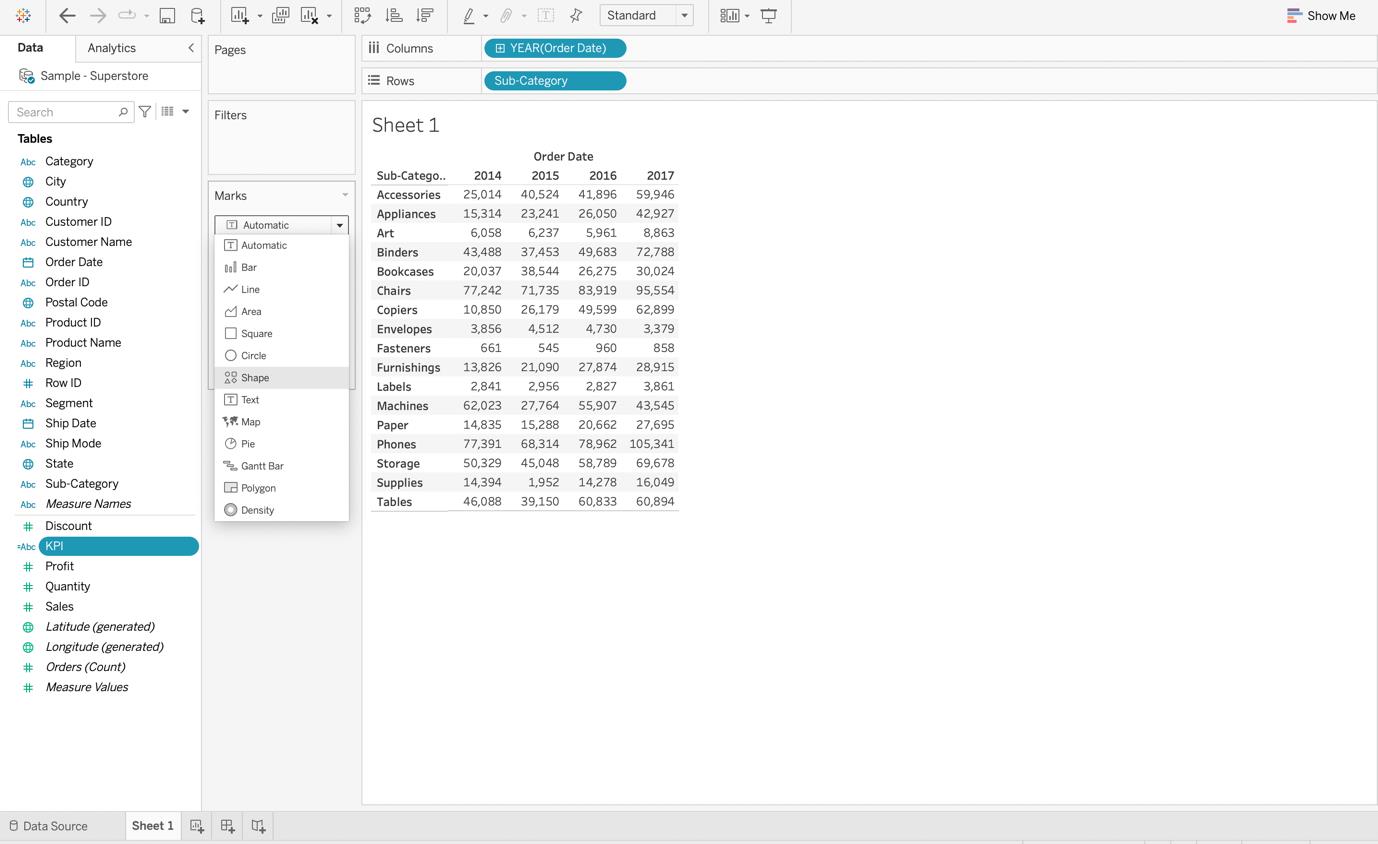 Standard
Show Me
Data
Analytics
Sample - Superstore
Search
Tables
Abc Category
City
Country
Abc Customer ID
Abc Customer Name
Order Date
Abc Order ID
Postal Code
Abc Product ID
Abc Product Name
Abc Region
# Row ID
Abc Segment
Ship Date
Abc Ship Mode
State
Abc Sub-Category
Abc Measure Names
# Discount
=Abc KPI
# Profit
# Quantity
# Sales
Latitude (generated)
Longitude (generated)
# Orders (Count)
# Measure Values
Pages
Filters
Marks
T Automatic
T Automatic
Bar
Line
Area
Square
Circle
Shape
T Text
Map
Pie
Gantt Bar
Polygon
Density
Columns
YEAR(Order Date)
Rows
Sub-Category
Sheet 1
Order Date
Sub-Catego.. 2014 2015 2016 2017
Accessories 25,014 40,524 41,896 59,946
Appliances 15,314 23,241 26,050 42,927
Art 6,058 6,237 5,961 8,863
Binders 43,488 37,453 49,683 72,788
Bookcases 20,037 38,544 26,275 30,024
Chairs 77,242 71,735 83,919 95,554
Copiers 10,850 26,179 49,599 62,899
Envelopes 3,856 4,512 4,730 3,379
Fasteners 661 545 960 858
Furnishings 13,826 21,090 27,874 28,915
Labels 2,841 2,956 2,827 3,861
Machines 62,023 27,764 55,907 43,545
Paper 14,835 15,288 20,662 27,695
Phones 77,391 68,314 78,962 105,341
Storage 50,329 45,048 58,789 69,678
Supplies 14,394 1,952 14,278 16,049
Tables 46,088 39,150 60,833 60,894
Data Source
Sheet 1